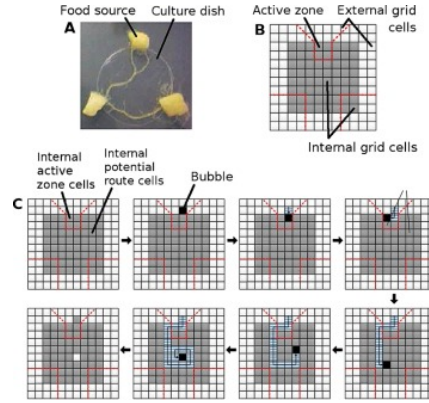 Food source
Culture dish
A
Active zone
External grid
cells
B
Internal grid cells
Internal
active
zone cells
Internal
potential
route cells
Bubble
C